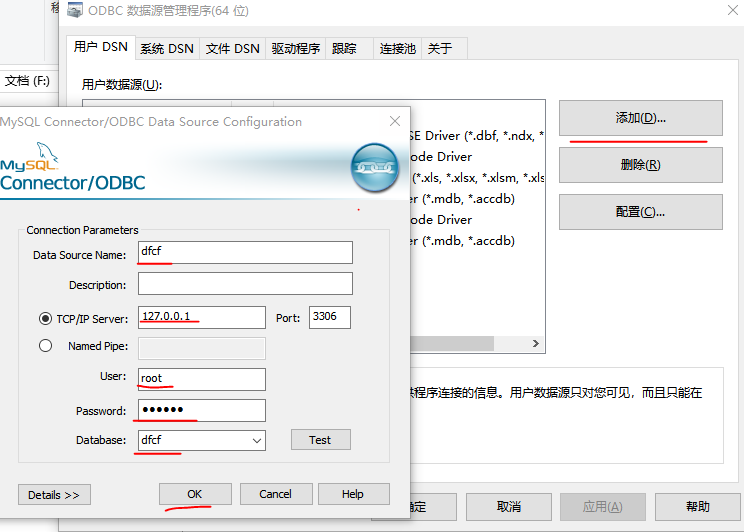 移
ODBC 数据源管理程序(64 位)
用户 DSN
系统 DSN
文件 DSN
驱动程序
跟踪
连接池
关于
文档 (F:)
用户数据源(U):
MySQL Connector/ODBC Data Source Configuration
添加(D)...
SE Driver (*.dbf, *.ndx, *
ode Driver
(*.xls, *.xlsx, *.xlsm, *.xls
er (*.mdb, *.accdb)
ode Driver
er (*.mdb, *.accdb)
删除(R)
配置(C)...
MySQL
Connector/ODBC
Connection Parameters
Data Source Name: dfcf
Description:
TCP/IP Server: 127.0.0.1 Port: 3306
Named Pipe:
User: root
Password: ••••••
Database: dfcf
Test
程序连接的信息。用户数据源只对您可见，而且只能在
Details >>
OK
Cancel
Help
定
取消
应用(A)
帮助